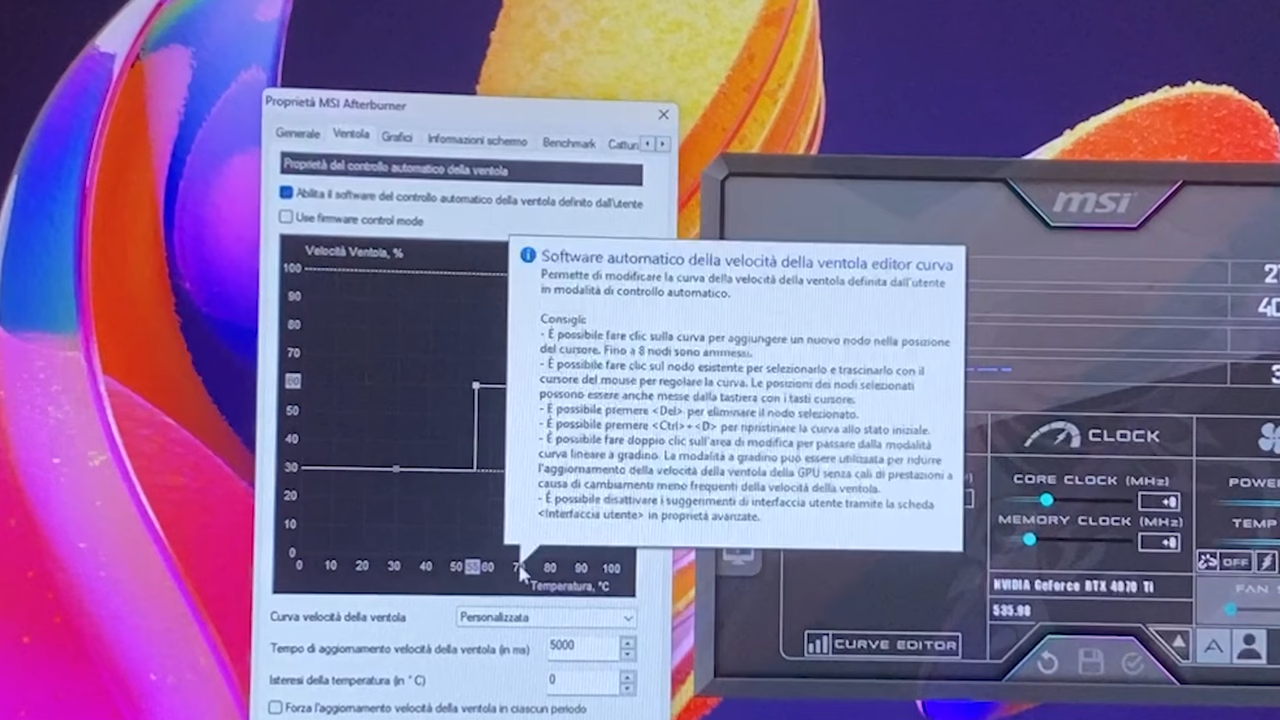 Proprietà MSI Afterburner
Generale Ventola Grafici Informazioni schermo Benchmark Cattura
Proprietà del controllo automatico della ventola
Abilita il software del controllo automatico della ventola definito dall'utente
Use firmware control mode
Velocità Ventola, %
100
90
80
70
60
50
40
30
20
10
0
0 10 20 30 40 50 55 60 80 90 100
Temperatura, °C
Software automatico della velocità della ventola editor curva
Permette di modificare la curva della velocità della ventola definita dall'utente
in modalità di controllo automatico.
Consigli:
- È possibile fare clic sulla curva per aggiungere un nuovo nodo nella posizione
del cursore. Fino a 8 nodi sono ammessi.
- È possibile fare clic sul nodo esistente per selezionarlo e trascinarlo con il
cursore del mouse per regolare la curva. Le posizioni dei nodi selezionati
possono essere anche messe dalla tastiera con i tasti cursore.
- È possibile premere <Del> per eliminare il nodo selezionato.
- È possibile premere <Ctrl>+<D> per ripristinare la curva allo stato iniziale.
- È possibile fare doppio clic sull'area di modifica per passare dalla modalità
curva lineare a gradino. La modalità a gradino può essere utilizzata per ridurre
l'aggiornamento della velocità della ventola della GPU senza cali di prestazioni a
causa di cambiamenti meno frequenti della velocità della ventola.
- È possibile disattivare i suggerimenti di interfaccia utente tramite la scheda
<Interfaccia utente> in proprietà avanzate.
Curva velocità della ventola Personalizzata
Tempo di aggiornamento velocità della ventola (in ms) 5000
Isteresi della temperatura (in °C) 0
Forza l'aggiornamento velocità della ventola in ciascun periodo
msi
CLOCK
CORE CLOCK (MHz)
+0
MEMORY CLOCK (MHz)
+0
POWE
TEMP
OFF
FAN
NVIDIA GeForce RTX 4070 Ti
535.98
CURVE EDITOR